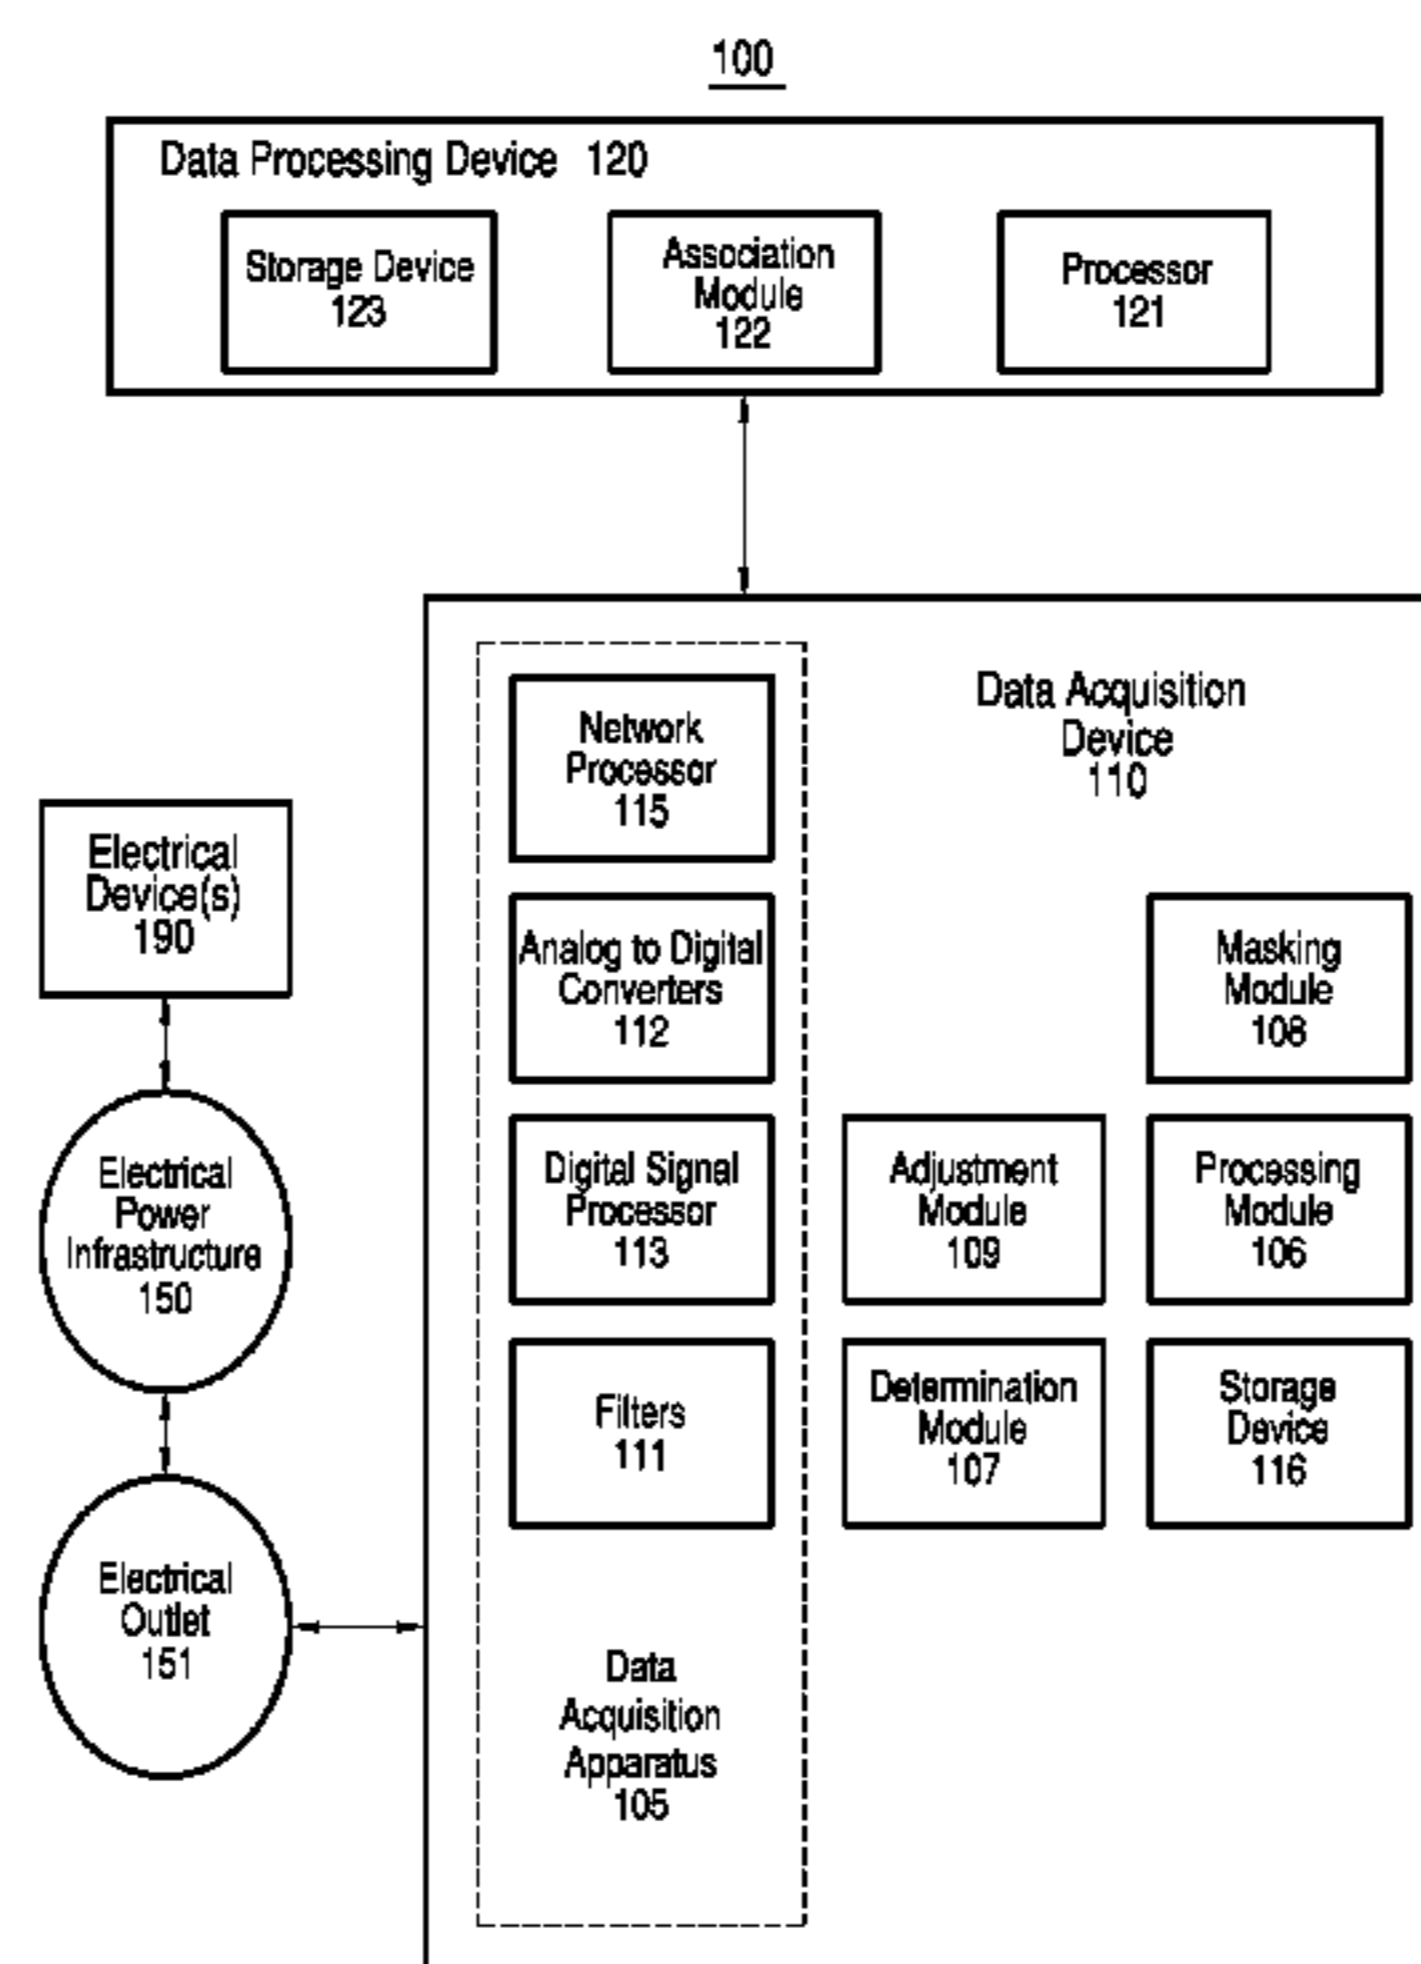 100
Data Processing Device 120
Storage Device
123
Association
Module
122
Processor
121
Data Acquisition
Device
110
Network
Processor
115
Electrical
Device(s)
190
Analog to Digital
Converters
112
Masking
Module
108
Electrical
Power
Infrastructure
150
Digital Signal
Processor
113
Adjustment
Module
109
Processing
Module
106
Filters
111
Determination
Module
107
Storage
Device
116
Electrical
Outlet
151
Data
Acquisition
Apparatus
105